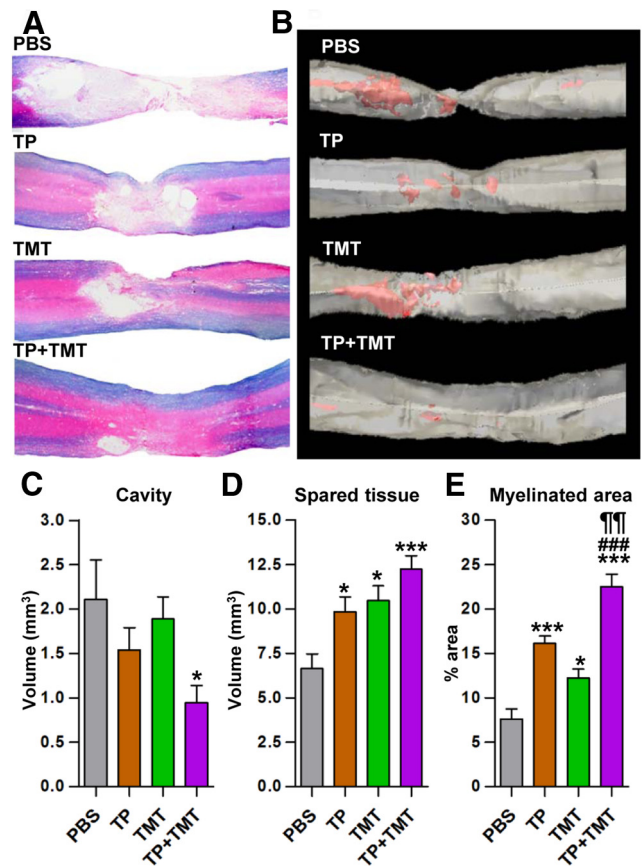 A
PBS
TP
TMT
TP+TMT
B
PBS
TP
TMT
TP+TMT
C
Cavity
Volume (mm³)
3.0
2.5
2.0
1.5
1.0
0.5
0.0
*
PBS
TP
TMT
TP+TMT
D
Spared tissue
Volume (mm³)
15.0
12.5
10.0
7.5
5.0
2.5
0.0
*
*
***
PBS
TP
TMT
TP+TMT
E
Myelinated area
% area
30
25
20
15
10
5
0
***
*
¶¶
###
***
PBS
TP
TMT
TP+TMT